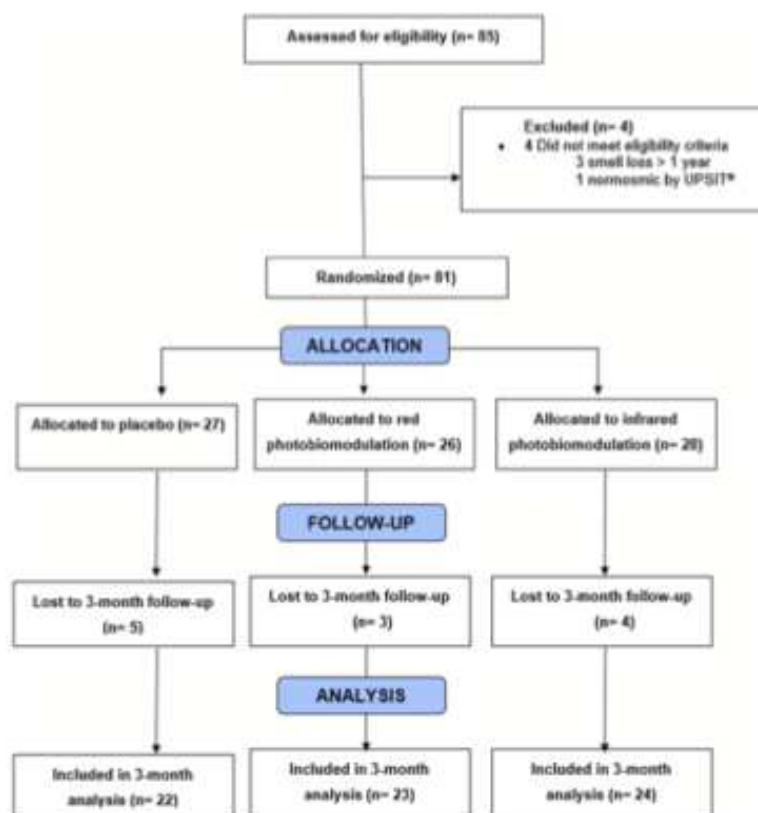 Assessed for eligibility (n= 85)
Excluded (n= 4)
• 4 Did not meet eligibility criteria
3 smell loss > 1 year
1 normosmic by UPSIT®
Randomized (n= 81)
ALLOCATION
Allocated to placebo (n= 27)
Allocated to red
photobiomodulation (n= 26)
Allocated to infrared
photobiomodulation (n= 28)
FOLLOW-UP
Lost to 3-month follow-up
(n= 5)
Lost to 3-month follow-up
(n= 3)
Lost to 3-month follow-up
(n= 4)
ANALYSIS
Included in 3-month
analysis (n= 22)
Included in 3-month
analysis (n= 23)
Included in 3-month
analysis (n= 24)